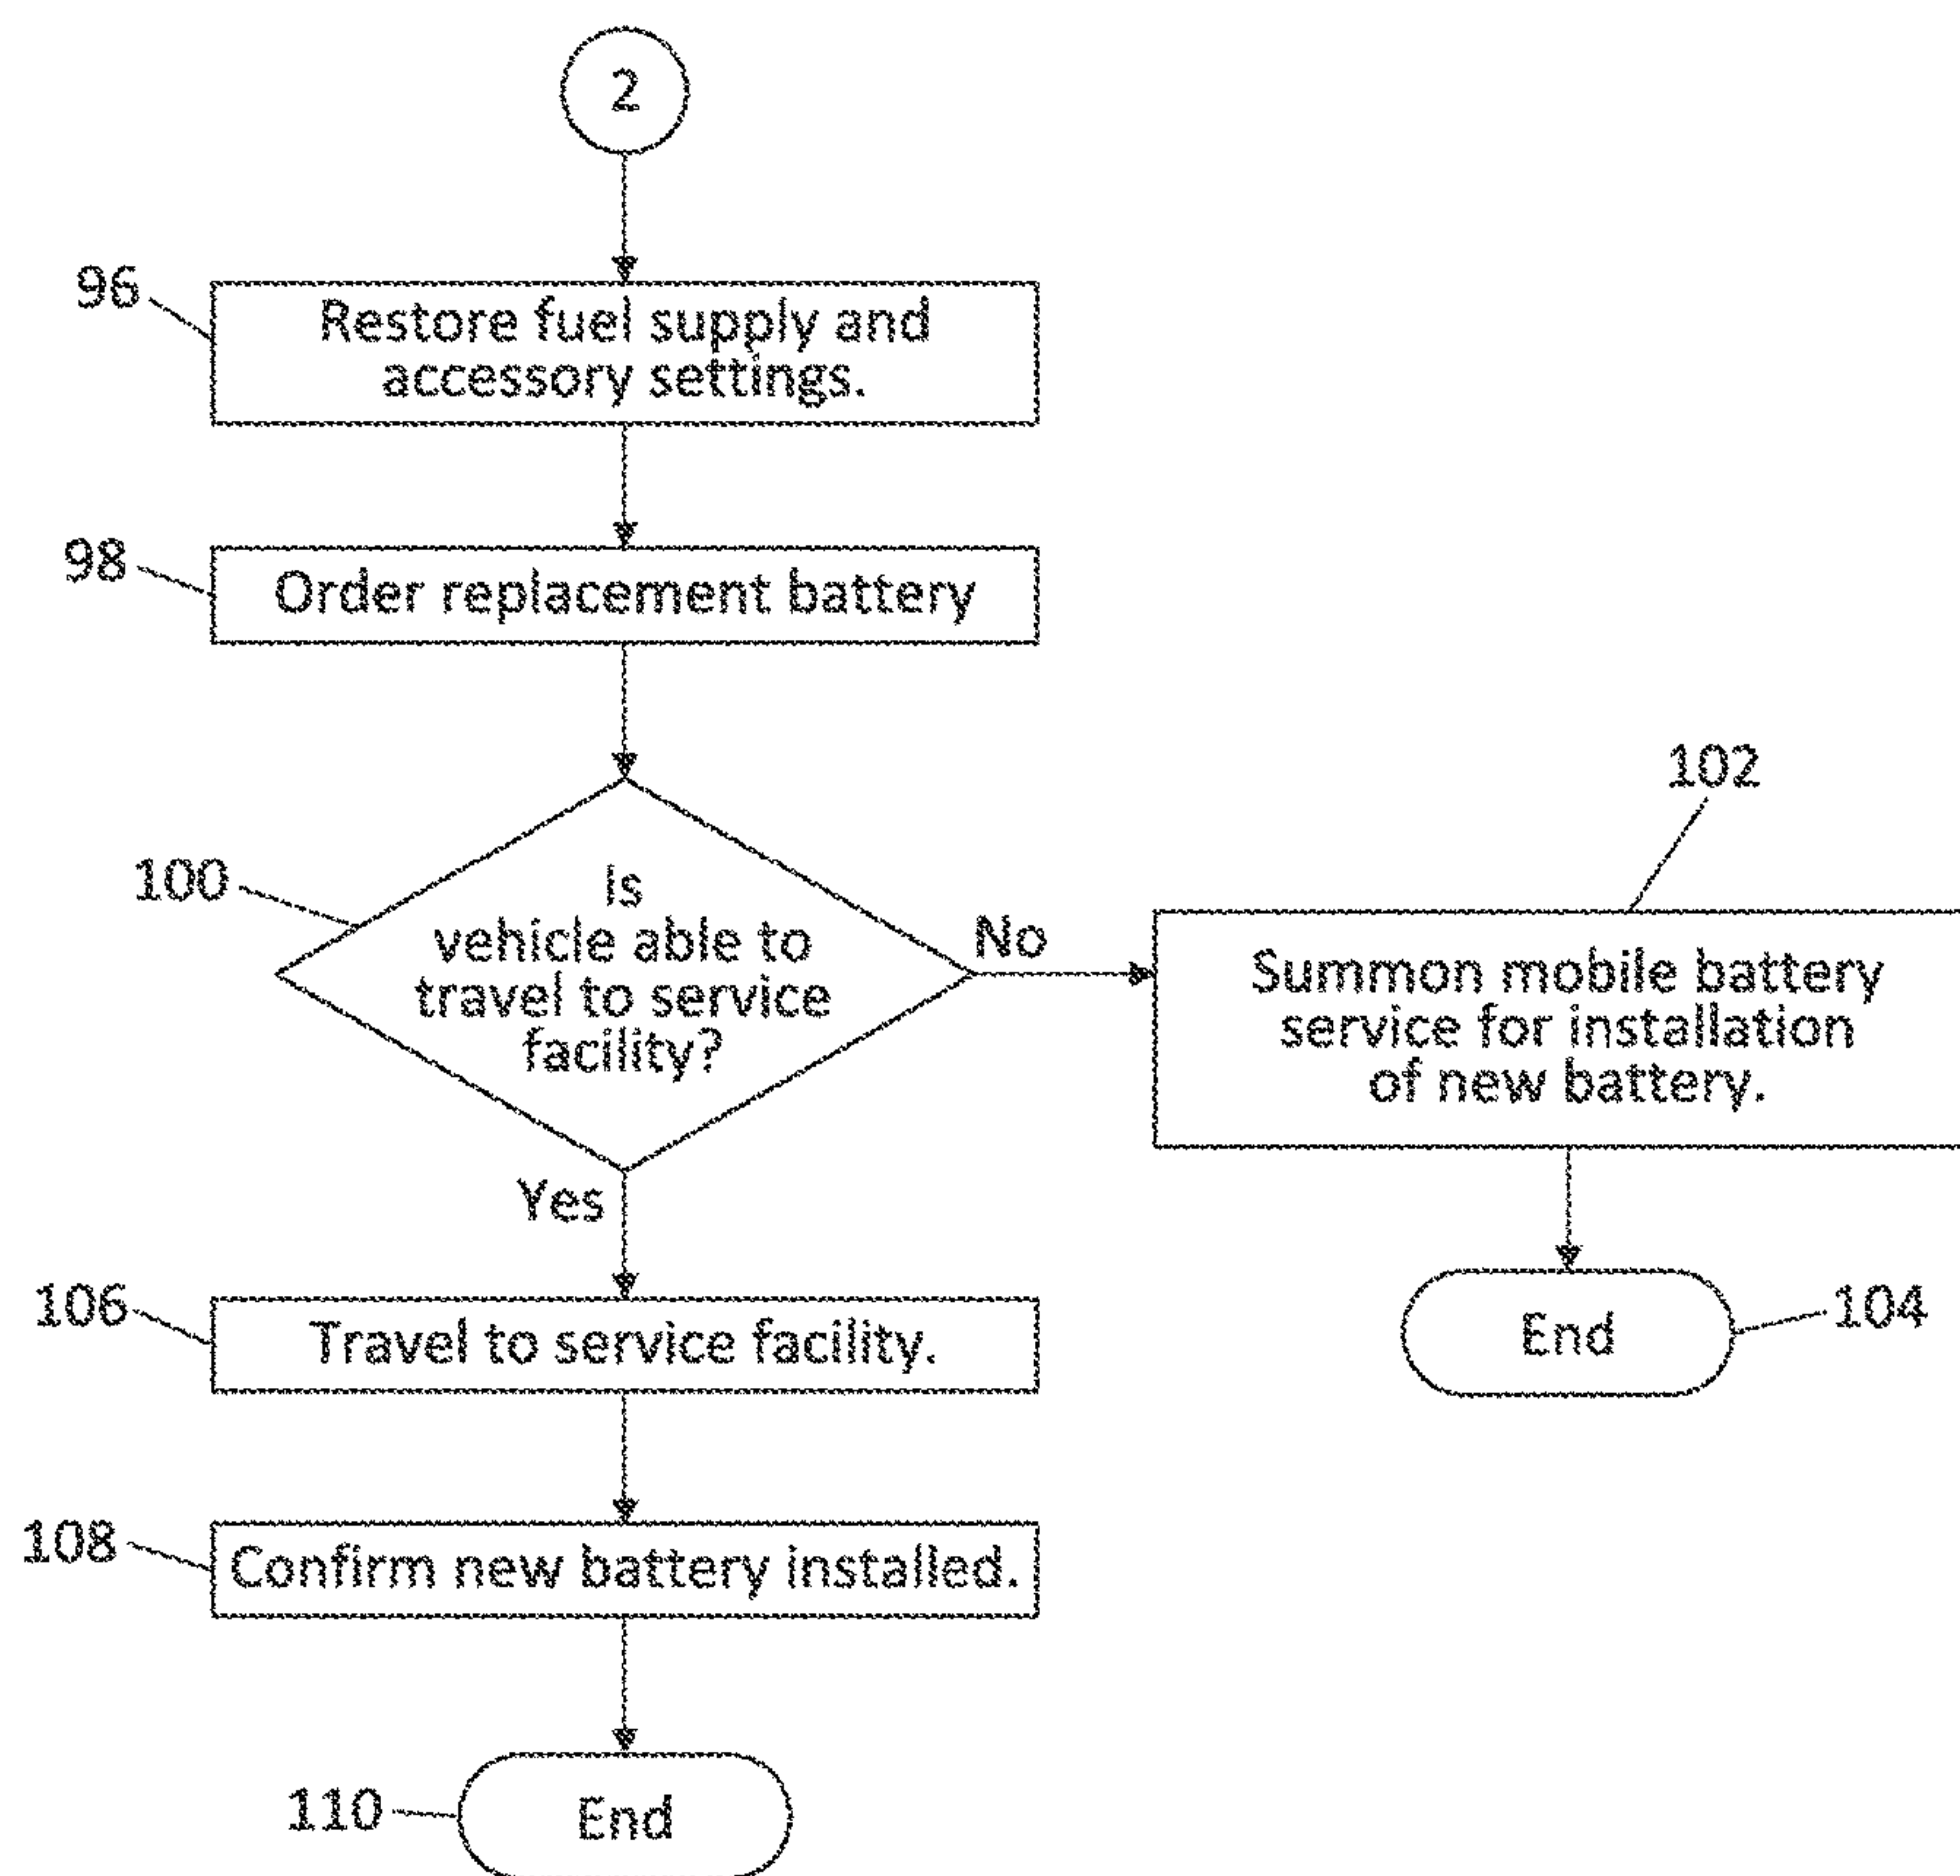 2
96
Restore fuel supply and
accessory settings.
98
Order replacement battery
100
Is
vehicle able to
travel to service
facility?
No
102
Summon mobile battery
service for installation
of new battery.
Yes
104
End
106
Travel to service facility.
108
Confirm new battery installed.
110
End